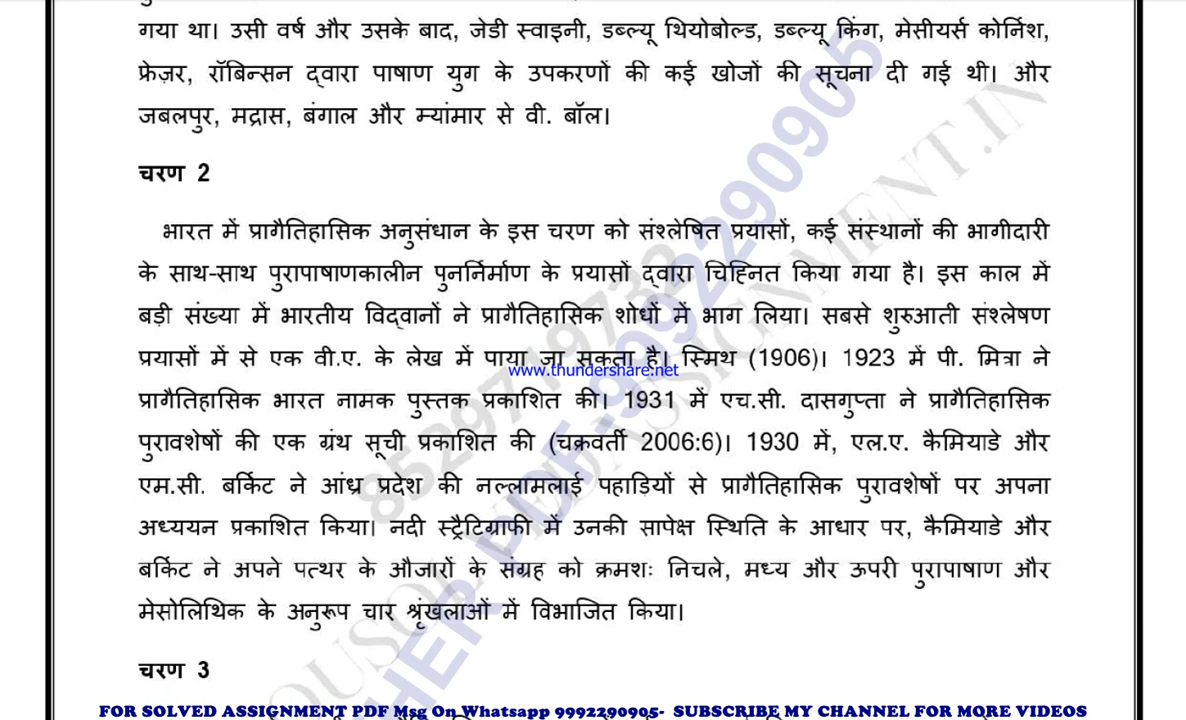 गया था। उसी वर्ष और उसके बाद, जेडी स्वाइनी, डब्ल्यू थियोबोल्ड, डब्ल्यू किंग, मेसीयर्स कोर्निश,
फ्रेज़र, रॉबिन्सन द्वारा पाषाण युग के उपकरणों की कई खोजों की सूचना दी गई थी। और
जबलपुर, मद्रास, बंगाल और म्यांमार से वी. बॉल।
चरण 2
भारत में प्रागैतिहासिक अनुसंधान के इस चरण को संश्लेषित प्रयासों, कई संस्थानों की भागीदारी
के साथ-साथ पुरापाषाणकालीन पुनर्निर्माण के प्रयासों द्वारा चिह्नित किया गया है। इस काल में
बड़ी संख्या में भारतीय विद्वानों ने प्रागैतिहासिक शोधों में भाग लिया। सबसे शुरुआती संश्लेषण
प्रयासों में से एक वी.ए. के लेख में पाया जा सकता है। स्मिथ (1906)। 1923 में पी. मित्रा ने
www.thundershare.net
प्रागैतिहासिक भारत नामक पुस्तक प्रकाशित की। 1931 में एच.सी. दासगुप्ता ने प्रागैतिहासिक
पुरावशेषों की एक ग्रंथ सूची प्रकाशित की (चक्रवर्ती 2006:6)। 1930 में, एल.ए. कैमियाडे और
एम.सी. बर्किट ने आंध्र प्रदेश की नल्लामलाई पहाड़ियों से प्रागैतिहासिक पुरावशेषों पर अपना
अध्ययन प्रकाशित किया। नदी स्ट्रैटिग्राफी में उनकी सापेक्ष स्थिति के आधार पर, कैमियाडे और
बर्किट ने अपने पत्थर के औजारों के संग्रह को क्रमशः निचले, मध्य और ऊपरी पुरापाषाण और
मेसोलिथिक के अनुरूप चार श्रृंखलाओं में विभाजित किया।
चरण 3
FOR SOLVED ASSIGNMENT PDF Msg On Whatsapp 9992290905- SUBSCRIBE MY CHANNEL FOR MORE VIDEOS